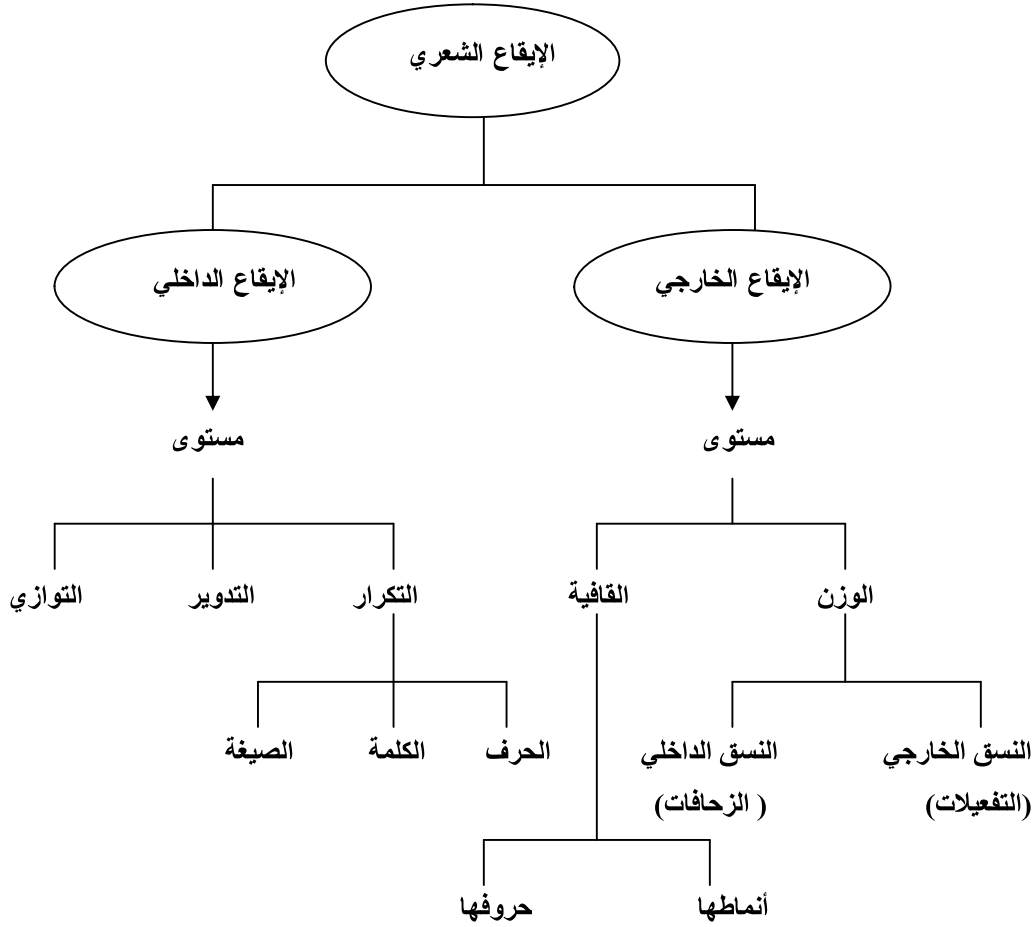 الإيقاع الشعري
الإيقاع الخارجي
الإيقاع الداخلي
مستوى
مستوى
الوزن
القافية
التكرار
التدوير
التوازي
النسق الخارجي
(التفعيلات)
النسق الداخلي
( الزحافات)
الحرف
الكلمة
الصيغة
أنماطها
حروفها